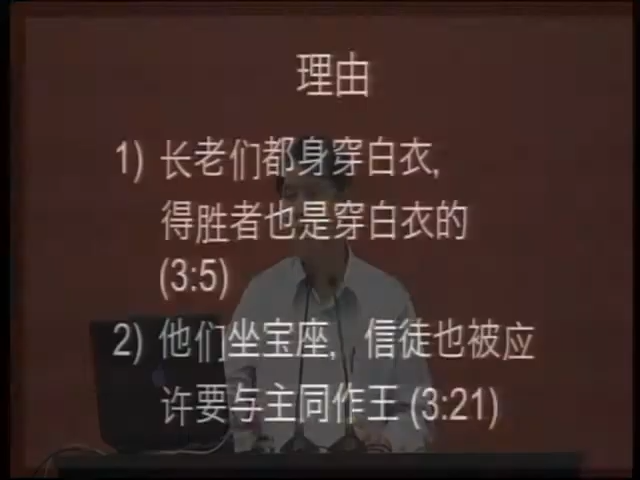 理由
1) 长老们都身穿白衣,
得胜者也是穿白衣的
(3:5)
2) 他们坐宝座, 信徒也被应
许要与主同作王 (3:21)